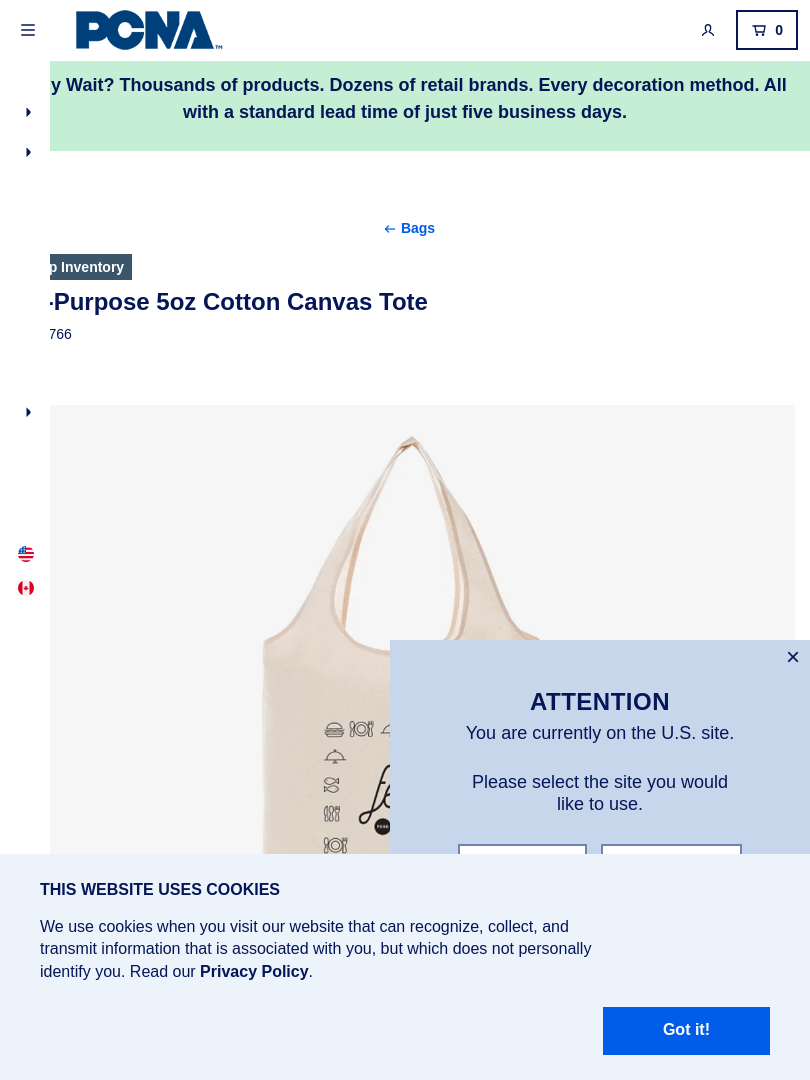 PCNA™
0
y Wait? Thousands of products. Dozens of retail brands. Every decoration method. All
with a standard lead time of just five business days.
← Bags
p Inventory
-Purpose 5oz Cotton Canvas Tote
766
ATTENTION
You are currently on the U.S. site.
Please select the site you would
like to use.
THIS WEBSITE USES COOKIES
We use cookies when you visit our website that can recognize, collect, and
transmit information that is associated with you, but which does not personally
identify you. Read our Privacy Policy.
Got it!